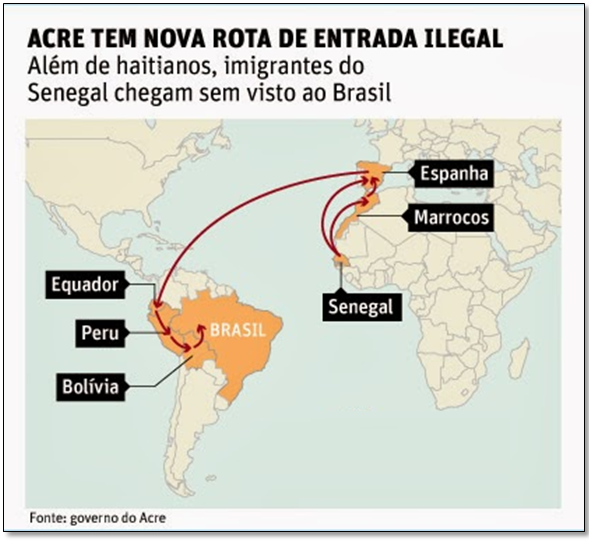 ACRE TEM NOVA ROTA DE ENTRADA ILEGAL
Além de haitianos, imigrantes do
Senegal chegam sem visto ao Brasil
Espanha
Marrocos
Equador
Senegal
Peru
BRASIL
Bolívia
Fonte: governo do Acre